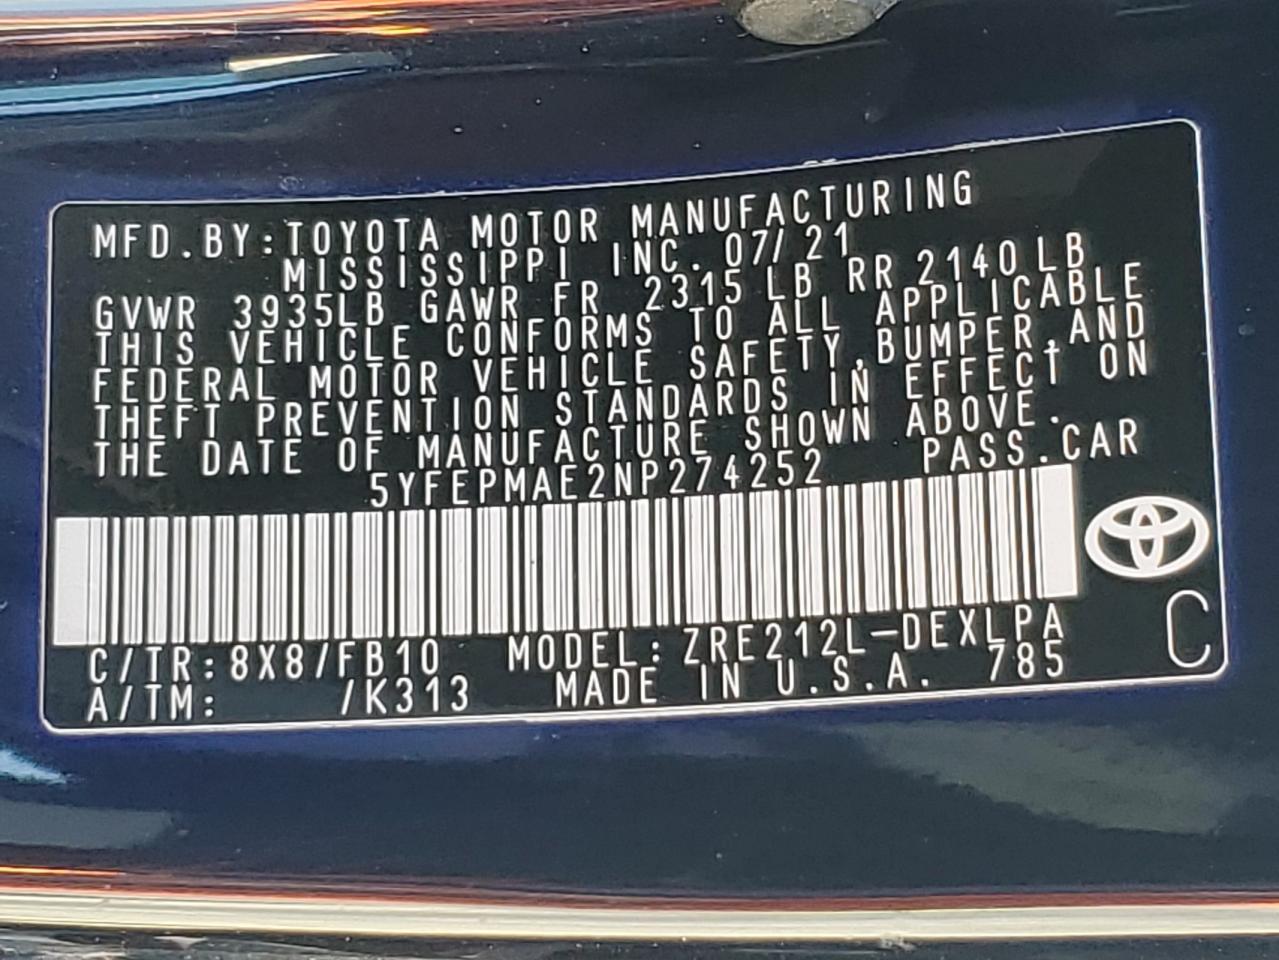 MFD.BY:TOYOTA MOTOR MANUFACTURING
MISSISSIPPI INC. 07/21
GVWR 3935LB GAWR FR 2315 LB RR 2140 LB
THIS VEHICLE CONFORMS TO ALL APPLICABLE
FEDERAL MOTOR VEHICLE SAFETY,BUMPER,AND
THEFT PREVENTION STANDARDS IN EFFECT ON
THE DATE OF MANUFACTURE SHOWN ABOVE.
5YFEPMAE2NP274252 PASS.CAR
C/TR:8X8/FB10 MODEL:ZRE212L-DEXLPA
A/TM: /K313 MADE IN U.S.A. 785
C